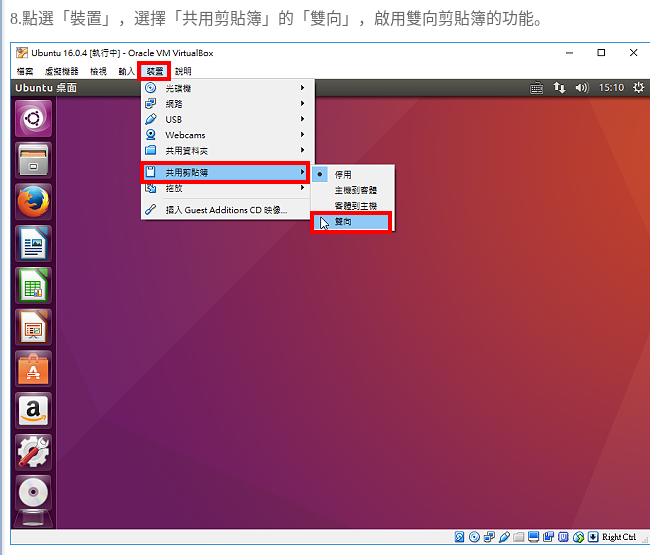 8.點選「裝置」，選擇「共用剪貼簿」的「雙向」，啟用雙向剪貼簿的功能。
Ubuntu 16.0.4 [執行中] - Oracle VM VirtualBox
檔案 虛擬機器 檢視 輸入 裝置 說明
Ubuntu 桌面 15:10
光碟機
網路
USB
Webcams
共用資料夾
共用剪貼簿
拖放
插入 Guest Additions CD 映像...
停用
主機到客體
客體到主機
雙向
Right Ctrl